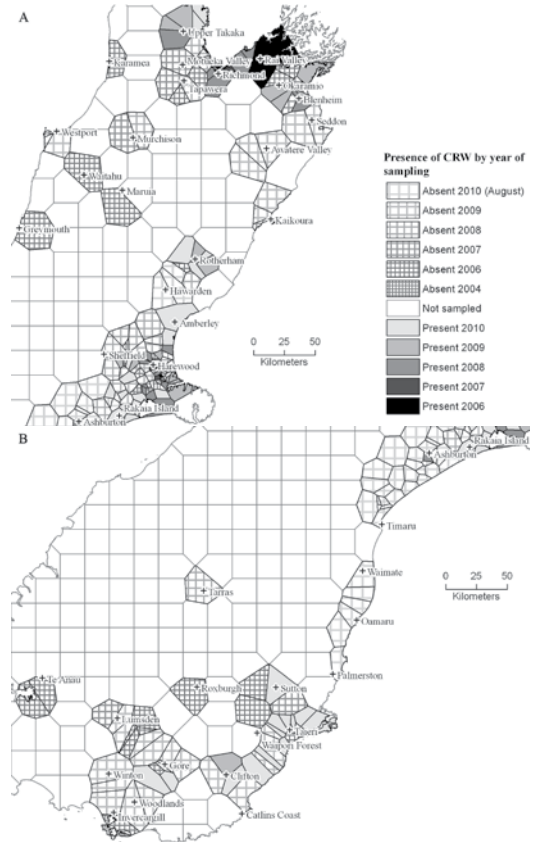 A
Upper Takaka
Karamea
Motueka Valley
Rai Valley
Richmond
Tapawera
Okaramio
Blenheim
Seddon
Westport
Murchison
Awatere Valley
Waitahu
Maruia
Kaikoura
Greymouth
Rotherham
Hawarden
Amberley
Sheffield
Harewood
Rakaia Island
Ashburton
0 25 50
Kilometers
Presence of CRW by year of
sampling
Absent 2010 (August)
Absent 2009
Absent 2008
Absent 2007
Absent 2006
Absent 2004
Not sampled
Present 2010
Present 2009
Present 2008
Present 2007
Present 2006
B
Rakaia Island
Ashburton
Timaru
Waimate
0 25 50
Kilometers
Tarras
Oamaru
Palmerston
Te Anau
Roxburgh
Sutton
Lumsden
Taieri
Waipori Forest
Gore
Winton
Clifton
Woodlands
Invercargill
Catlins Coast